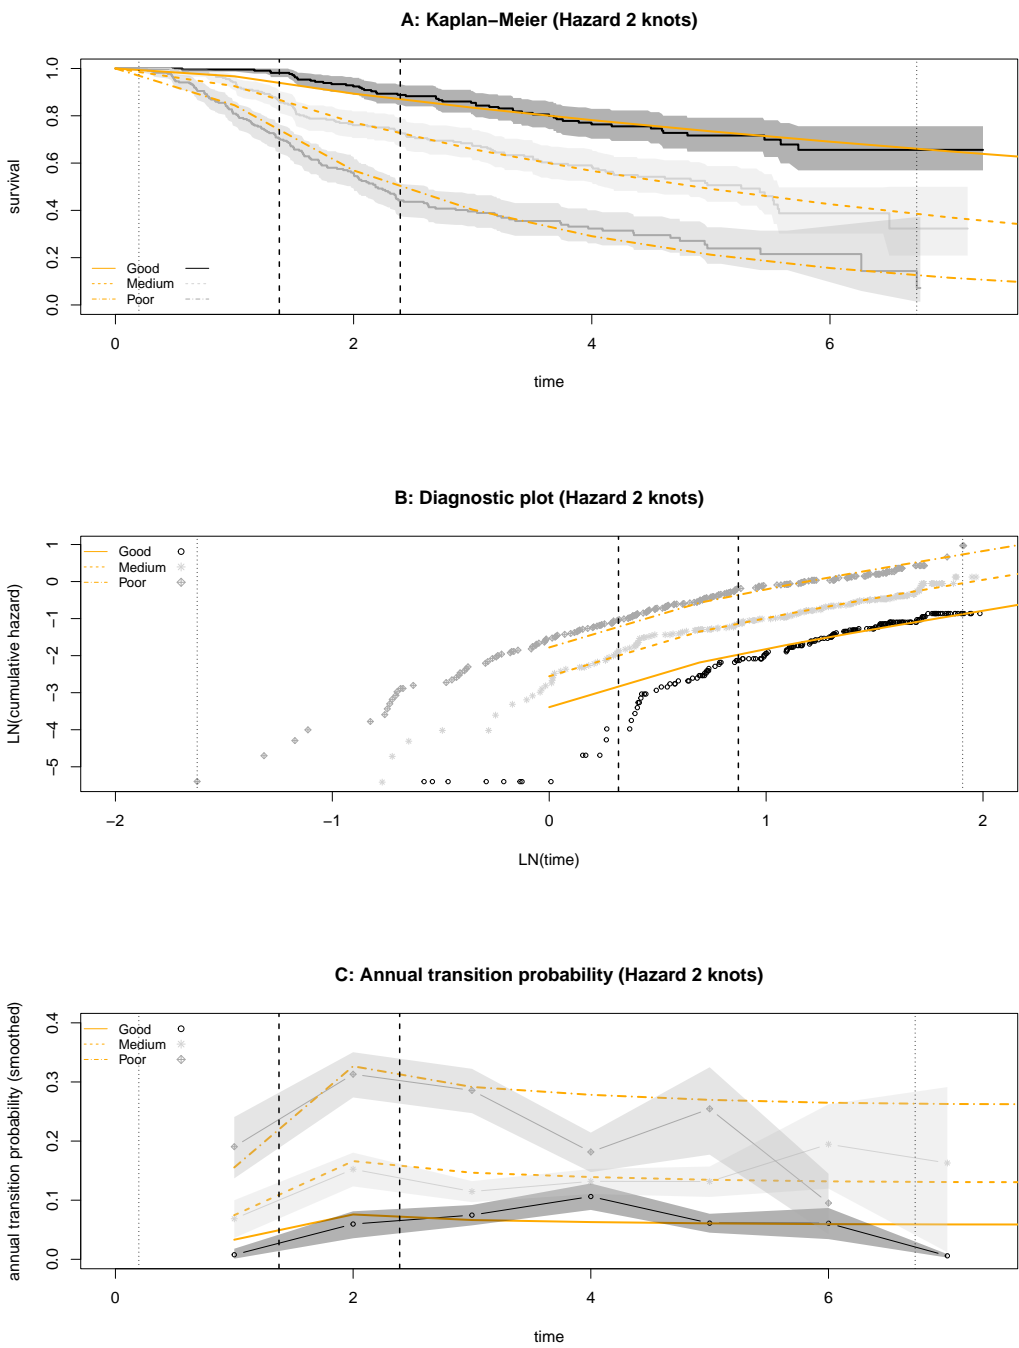 A: Kaplan−Meier (Hazard 2 knots)
survival
1.0
0.8
0.6
0.4
0.2
0.0
Good
Medium
Poor
0 2 4 6
time
B: Diagnostic plot (Hazard 2 knots)
LN(cumulative hazard)
1
0
−1
−2
−3
−4
−5
Good
Medium
Poor
−2 −1 0 1 2
LN(time)
C: Annual transition probability (Hazard 2 knots)
annual transition probability (smoothed)
0.4
0.3
0.2
0.1
0.0
Good
Medium
Poor
0 2 4 6
time